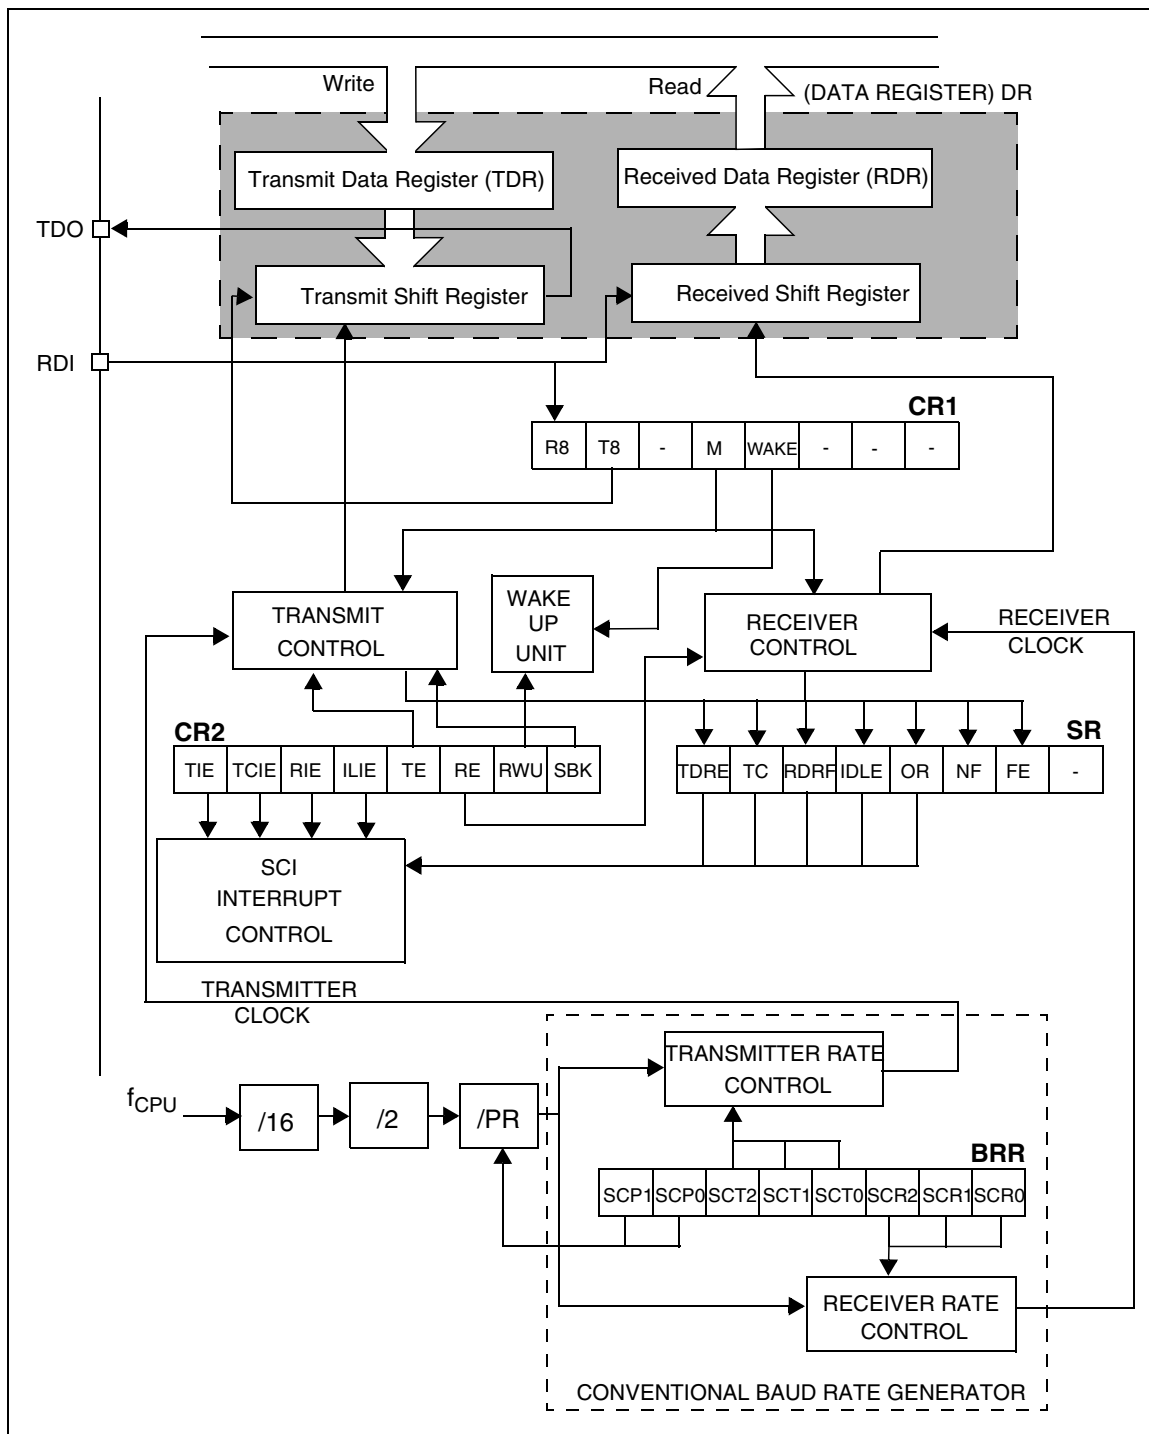 Write
Read
(DATA REGISTER) DR
Transmit Data Register (TDR)
Received Data Register (RDR)
TDO
Transmit Shift Register
Received Shift Register
RDI
CR1
R8 T8 - M WAKE - - -
TRANSMIT
CONTROL
WAKE
UP
UNIT
RECEIVER
CONTROL
RECEIVER
CLOCK
CR2
TIE TCIE RIE ILIE TE RE RWU SBK
SR
TDRE TC RDRF IDLE OR NF FE -
SCI
INTERRUPT
CONTROL
TRANSMITTER
CLOCK
TRANSMITTER RATE
CONTROL
fCPU
/16
/2
/PR
BRR
SCP1 SCP0 SCT2 SCT1 SCT0 SCR2 SCR1 SCR0
RECEIVER RATE
CONTROL
CONVENTIONAL BAUD RATE GENERATOR